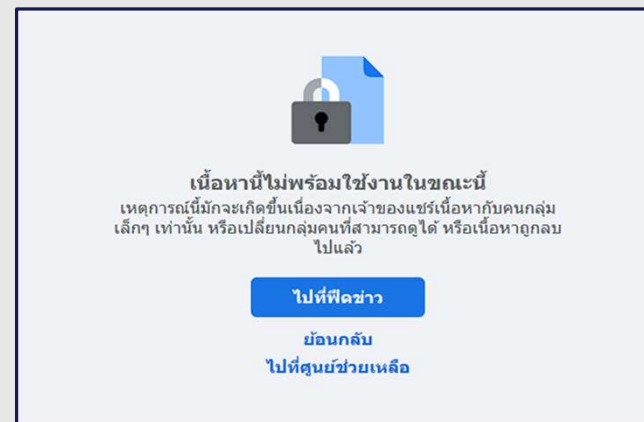 เนื้อหานี้ไม่พร้อมใช้งานในขณะนี้
เหตุการณ์นี้มักจะเกิดขึ้นเนื่องจากเจ้าของแชร์เนื้อหากับคนกลุ่ม
เล็กๆ เท่านั้น หรือเปลี่ยนกลุ่มคนที่สามารถดูได้ หรือเนื้อหาถูกลบ
ไปแล้ว
ไปที่ฟีดข่าว
ย้อนกลับ
ไปที่ศูนย์ช่วยเหลือ